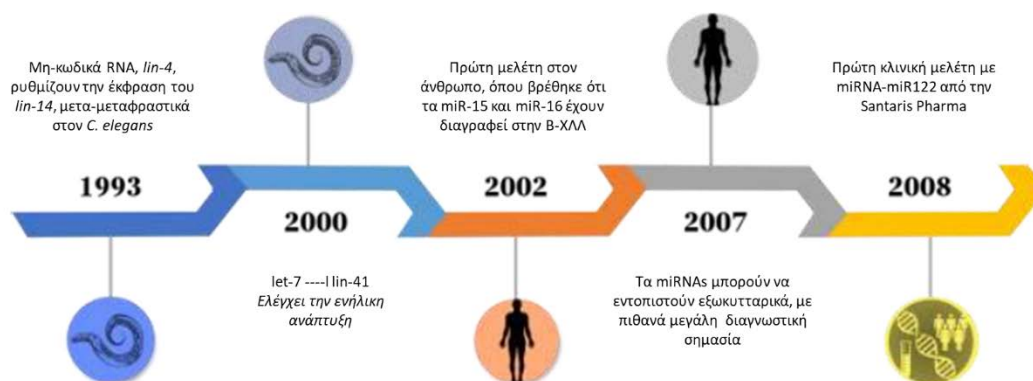 Μη-κωδικά RNA, lin-4,
ρυθμίζουν την έκφραση του
lin-14, μετα-μεταφραστικά
στον C. elegans
1993
2000
let-7 ----l lin-41
Ελέγχει την ενήλικη
ανάπτυξη
Πρώτη μελέτη στον
άνθρωπο, όπου βρέθηκε ότι
τα miR-15 και miR-16 έχουν
διαγραφεί στην Β-ΧΛΛ
2002
2007
Τα miRNAs μπορούν να
εντοπιστούν εξωκυτταρικά, με
πιθανά μεγάλη διαγνωστική
σημασία
Πρώτη κλινική μελέτη με
miRNA-miR122 από την
Santaris Pharma
2008